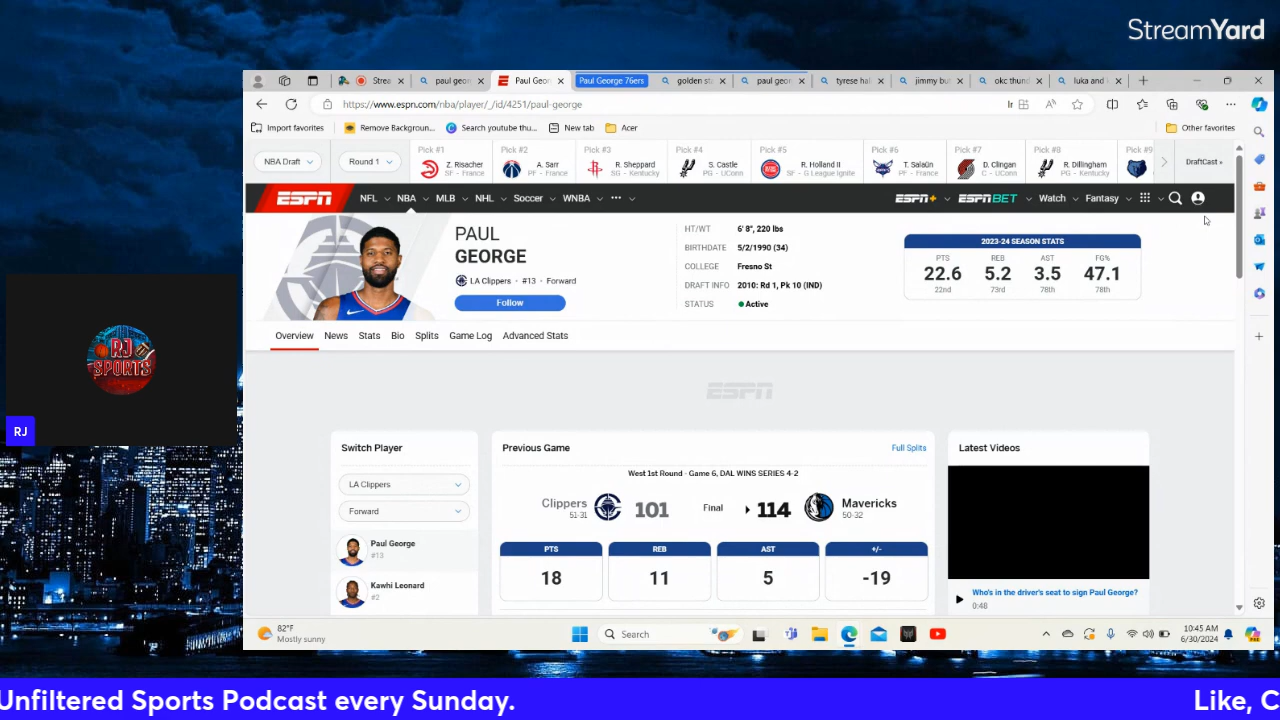 StreamYard
Strea
paul geor
Paul Geor
Paul George 76ers
golden st
paul geor
tyrese hal
jimmy bu
okc thund
luka and
https://www.espn.com/nba/player/_/id/4251/paul-george
Import favorites
Remove Backgroun...
Search youtube thu...
New tab
Acer
Other favorites
NBA Draft
Round 1
Pick #1
Z. Risacher
SF - France
Pick #2
A. Sarr
PF - France
Pick #3
R. Sheppard
SG - Kentucky
Pick #4
S. Castle
PG - UConn
Pick #5
R. Holland II
SF - G League Ignite
Pick #6
T. Salaün
PF - France
Pick #7
D. Clingan
C - UConn
Pick #8
R. Dillingham
PG - Kentucky
Pick #9
DraftCast »
ESPN
NFL
NBA
MLB
NHL
Soccer
WNBA
ESPN+
ESPN BET
Watch
Fantasy
PAUL
GEORGE
LA Clippers • #13 • Forward
Follow
HT/WT 6' 8", 220 lbs
BIRTHDATE 5/2/1990 (34)
COLLEGE Fresno St
DRAFT INFO 2010: Rd 1, Pk 10 (IND)
STATUS Active
2023-24 SEASON STATS
PTS REB AST FG%
22.6 5.2 3.5 47.1
22nd 73rd 78th 78th
Overview News Stats Bio Splits Game Log Advanced Stats
ESPN
Switch Player
LA Clippers
Forward
Paul George
#13
Kawhi Leonard
#2
Previous Game
Full Splits
West 1st Round - Game 6, DAL WINS SERIES 4-2
Clippers
51-31
101
Final
114
Mavericks
50-32
PTS REB AST +/-
18 11 5 -19
Latest Videos
Who's in the driver's seat to sign Paul George?
0:48
RJ
SPORTS
RJ
82°F
Mostly sunny
Search
10:45 AM
6/30/2024
Unfiltered Sports Podcast every Sunday.
Like, C